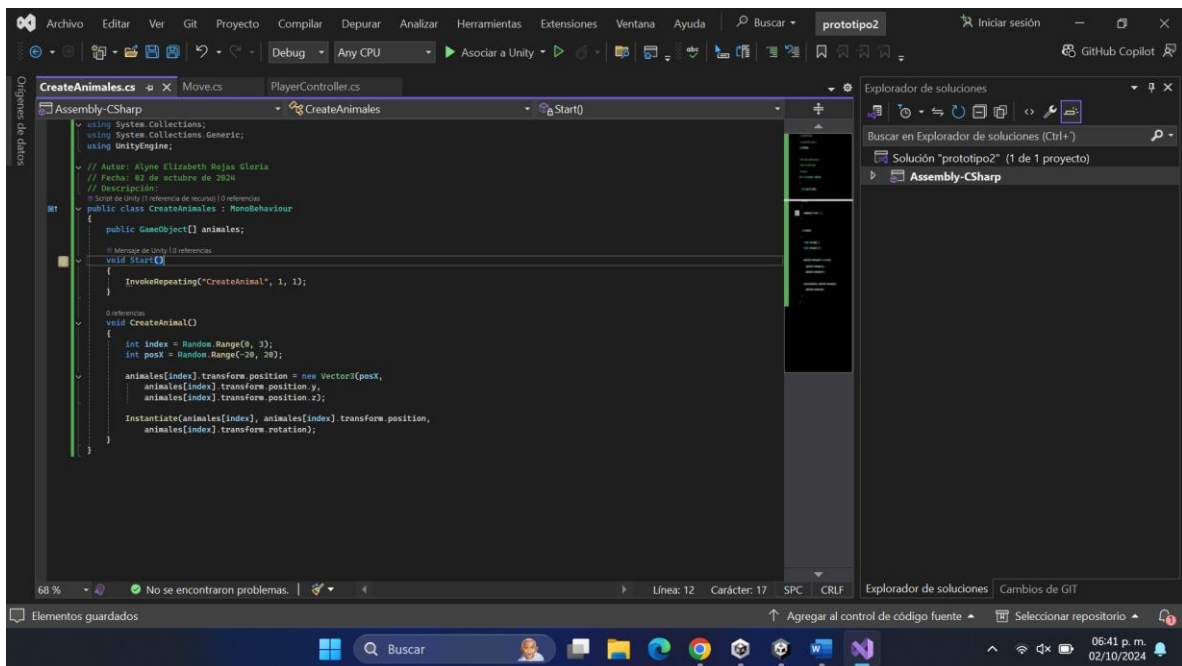 Archivo Editar Ver Git Proyecto Compilar Depurar Analizar Herramientas Extensiones Ventana Ayuda Buscar prototipo2 Iniciar sesión
Debug Any CPU Asociar a Unity GitHub Copilot
Orígenes de datos
CreateAnimales.cs Move.cs PlayerController.cs
Assembly-CSharp CreateAnimales Start()
using System.Collections;
using System.Collections.Generic;
using UnityEngine;
// Autor: Alyne Elizabeth Rojas Gloria
// Fecha: 02 de octubre de 2024
// Descripción:
Script de Unity (1 referencia de recurso) | 0 referencias
public class CreateAnimales : MonoBehaviour
{
public GameObject[] animales;
Mensaje de Unity | 0 referencias
void Start()
{
InvokeRepeating("CreateAnimal", 1, 1);
}
0 referencias
void CreateAnimal()
{
int index = Random.Range(0, 3);
int posX = Random.Range(-20, 20);
animales[index].transform.position = new Vector3(posX,
animales[index].transform.position.y,
animales[index].transform.position.z);
Instantiate(animales[index], animales[index].transform.position,
animales[index].transform.rotation);
}
}
68 % No se encontraron problemas. Línea: 12 Carácter: 17 SPC CRLF
Explorador de soluciones
Buscar en Explorador de soluciones (Ctrl+´)
Solución "prototipo2" (1 de 1 proyecto)
Assembly-CSharp
Explorador de soluciones Cambios de GIT
Elementos guardados Agregar al control de código fuente Seleccionar repositorio
Buscar
06:41 p. m.
02/10/2024